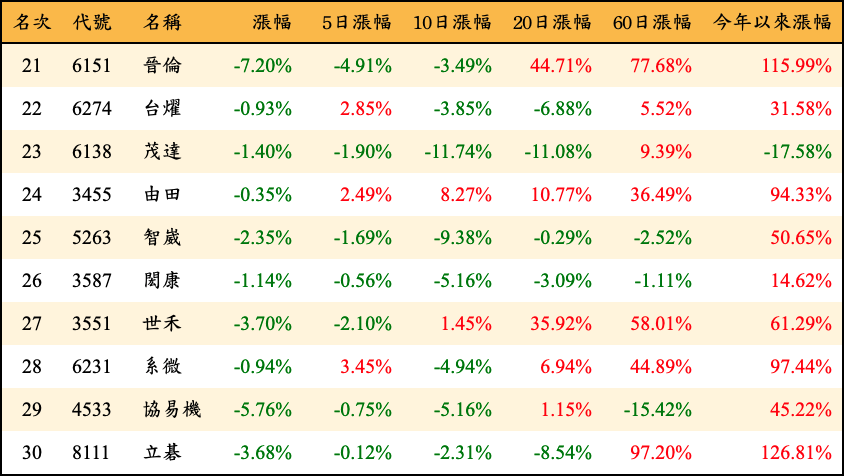 名次 代號 名稱 漲幅 5日漲幅 10日漲幅 20日漲幅 60日漲幅 今年以來漲幅
21 6151 晉倫 -7.20% -4.91% -3.49% 44.71% 77.68% 115.99%
22 6274 台燿 -0.93% 2.85% -3.85% -6.88% 5.52% 31.58%
23 6138 茂達 -1.40% -1.90% -11.74% -11.08% 9.39% -17.58%
24 3455 由田 -0.35% 2.49% 8.27% 10.77% 36.49% 94.33%
25 5263 智崴 -2.35% -1.69% -9.38% -0.29% -2.52% 50.65%
26 3587 閎康 -1.14% -0.56% -5.16% -3.09% -1.11% 14.62%
27 3551 世禾 -3.70% -2.10% 1.45% 35.92% 58.01% 61.29%
28 6231 系微 -0.94% 3.45% -4.94% 6.94% 44.89% 97.44%
29 4533 協易機 -5.76% -0.75% -5.16% 1.15% -15.42% 45.22%
30 8111 立碁 -3.68% -0.12% -2.31% -8.54% 97.20% 126.81%